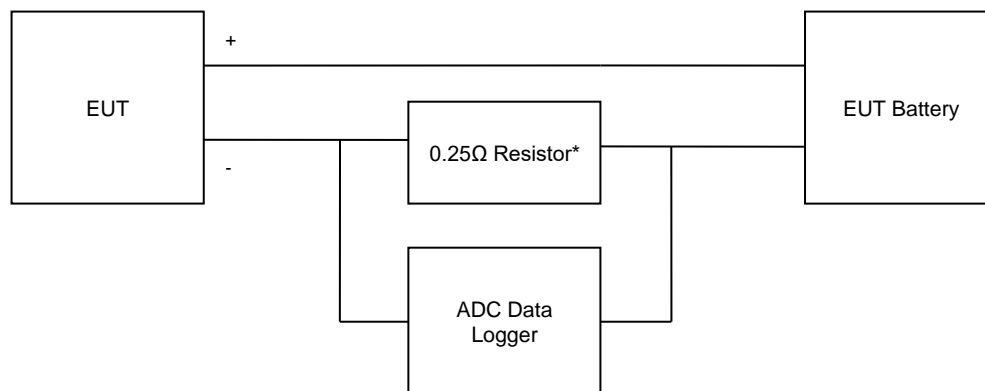 +
EUT
EUT Battery
0.25Ω Resistor*
-
ADC Data
Logger